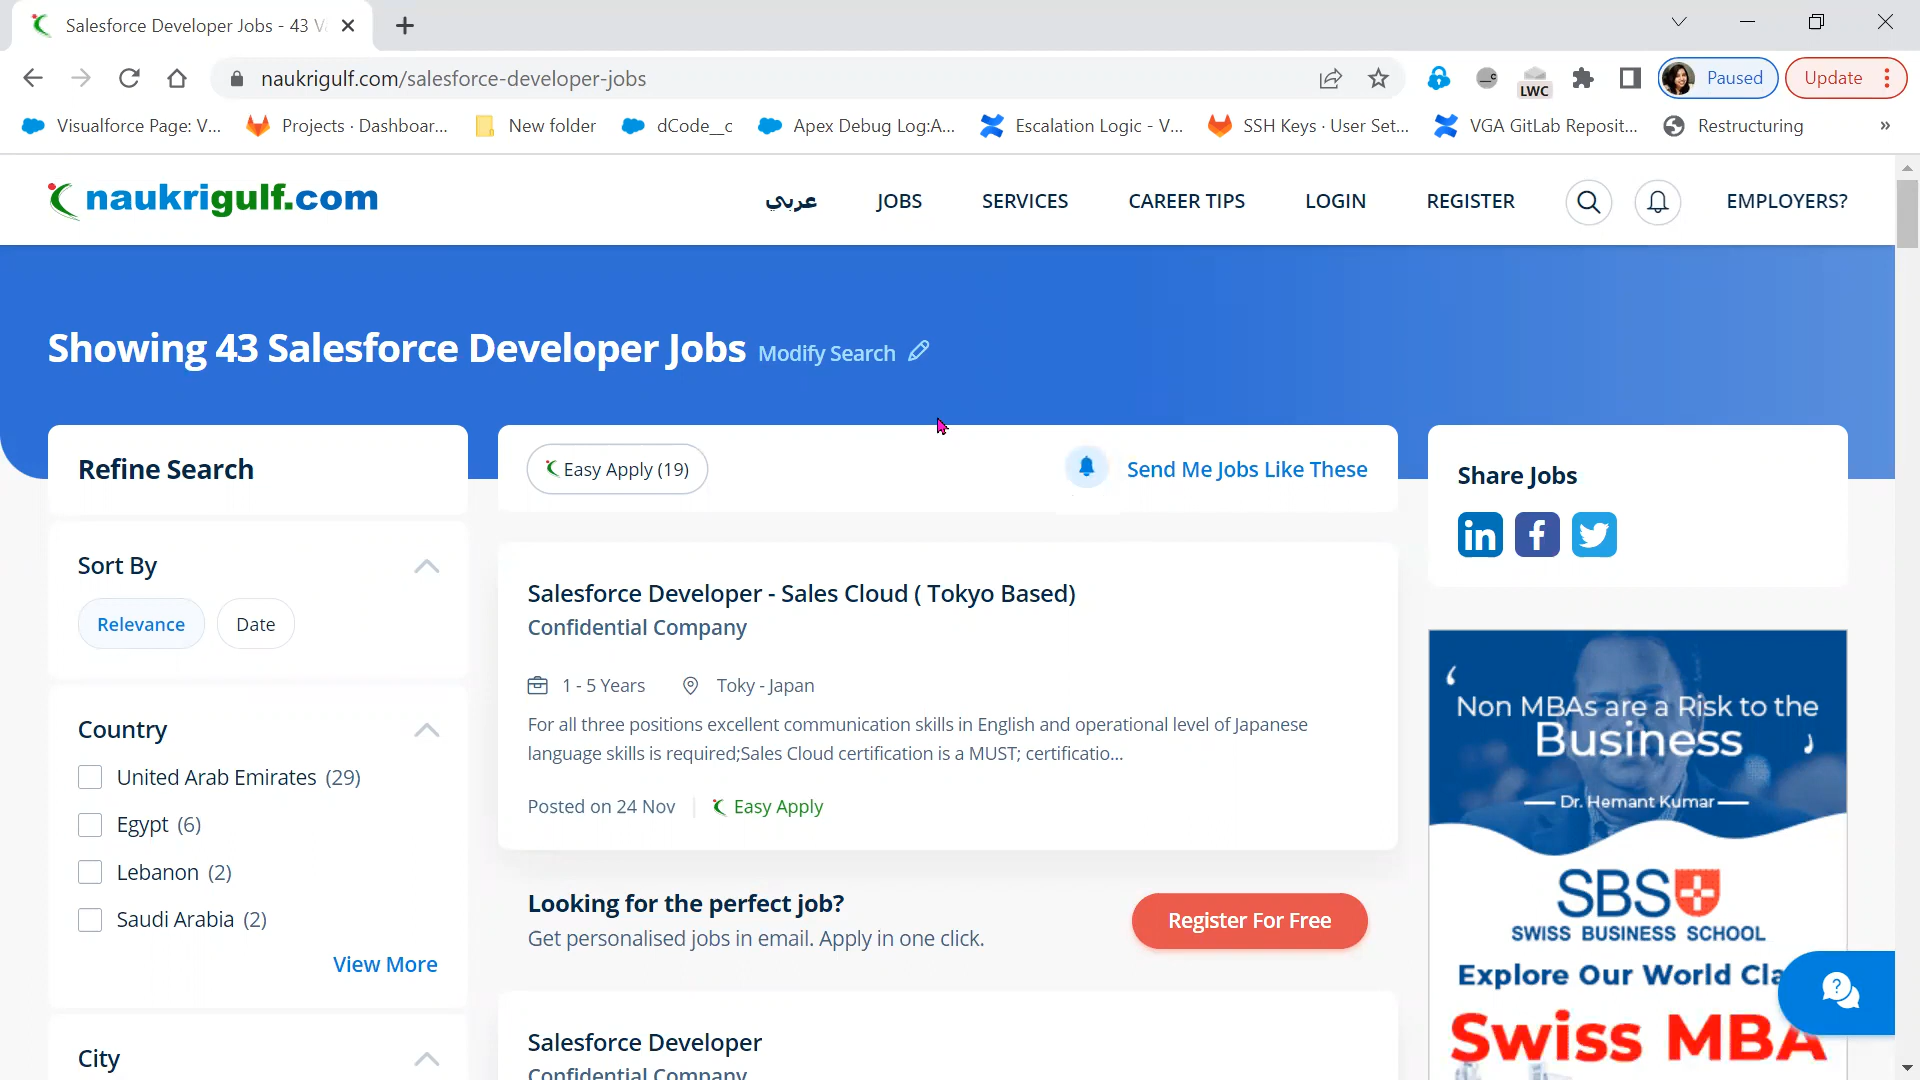 Salesforce Developer Jobs - 43 V
naukrigulf.com/salesforce-developer-jobs
LWC
Paused
Update
Visualforce Page: V...
Projects · Dashboar...
New folder
dCode__c
Apex Debug Log:A...
Escalation Logic - V...
SSH Keys · User Set...
VGA GitLab Reposit...
Restructuring
»
naukrigulf.com
عربي
JOBS
SERVICES
CAREER TIPS
LOGIN
REGISTER
EMPLOYERS?
Showing 43 Salesforce Developer Jobs Modify Search
Refine Search
Sort By
Relevance
Date
Country
United Arab Emirates (29)
Egypt (6)
Lebanon (2)
Saudi Arabia (2)
View More
City
Easy Apply (19)
Send Me Jobs Like These
Salesforce Developer - Sales Cloud ( Tokyo Based)
Confidential Company
1 - 5 Years
Toky - Japan
For all three positions excellent communication skills in English and operational level of Japanese
language skills is required;Sales Cloud certification is a MUST; certificatio...
Posted on 24 Nov
Easy Apply
Looking for the perfect job?
Get personalised jobs in email. Apply in one click.
Register For Free
Salesforce Developer
Confidential Company
Share Jobs
in
f
‘
Non MBAs are a Risk to the
Business
’
Dr. Hemant Kumar
SBS
SWISS BUSINESS SCHOOL
Explore Our World Cla
Swiss MBA
?